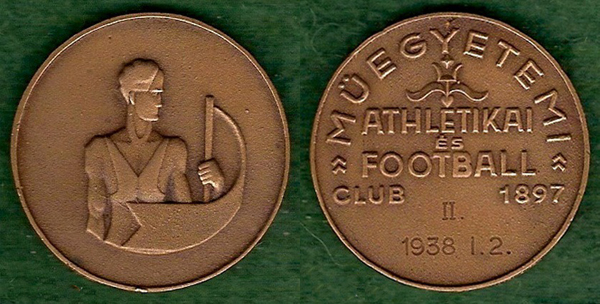 MŰEGYETEMI
ATHLETIKAI
ÉS
FOOTBALL
CLUB 1897
II.
1938 I.2.